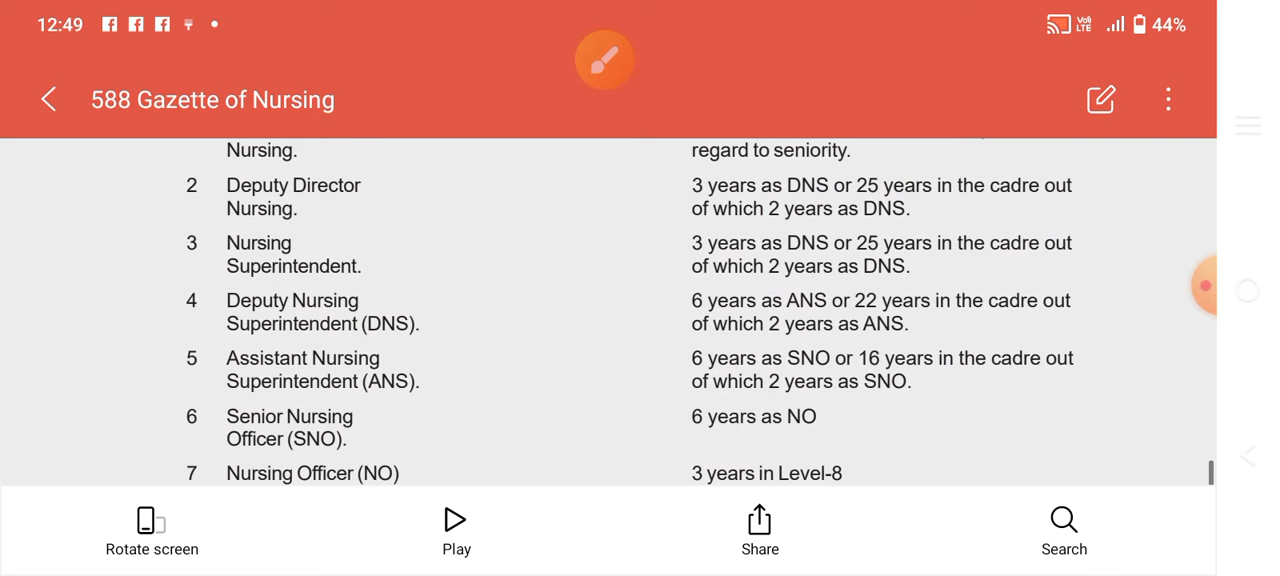 12:49
VoD LTE
44%
588 Gazette of Nursing
Nursing.
regard to seniority.
2 Deputy Director 3 years as DNS or 25 years in the cadre out
Nursing. of which 2 years as DNS.
3 Nursing 3 years as DNS or 25 years in the cadre out
Superintendent. of which 2 years as DNS.
4 Deputy Nursing 6 years as ANS or 22 years in the cadre out
Superintendent (DNS). of which 2 years as ANS.
5 Assistant Nursing 6 years as SNO or 16 years in the cadre out
Superintendent (ANS). of which 2 years as SNO.
6 Senior Nursing 6 years as NO
Officer (SNO).
7 Nursing Officer (NO) 3 years in Level-8
Rotate screen Play Share Search